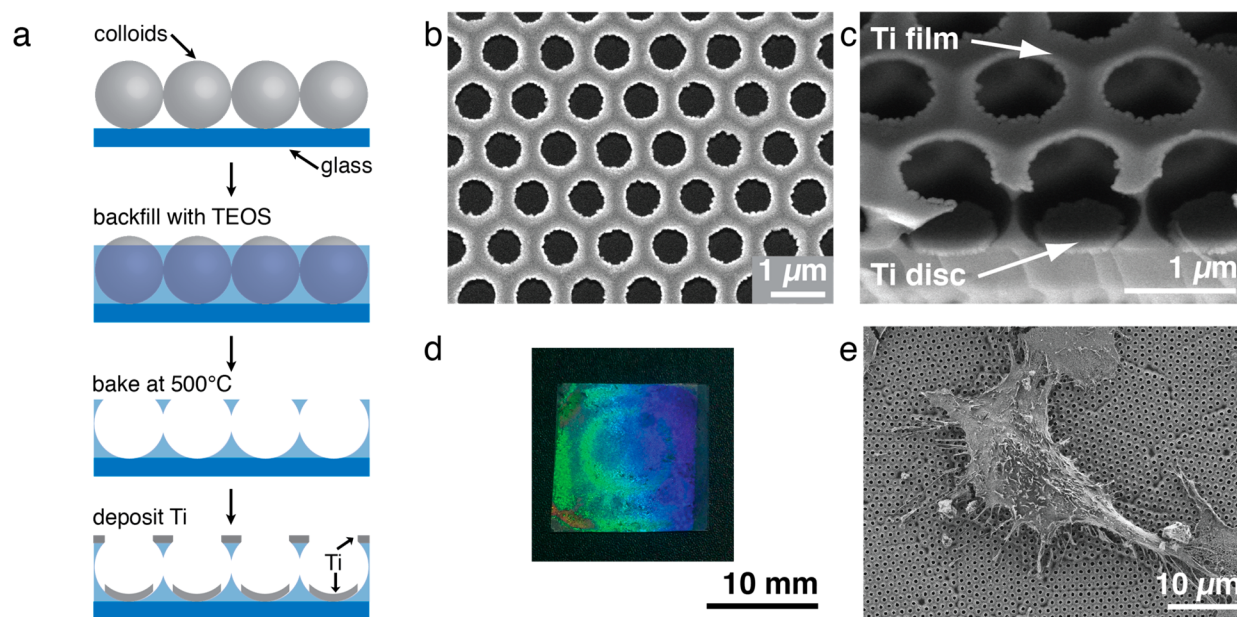 a
colloids
glass
backfill with TEOS
bake at 500°C
deposit Ti
Ti
b
1 µm
c
Ti film
Ti disc
1 µm
d
10 mm
e
10 µm